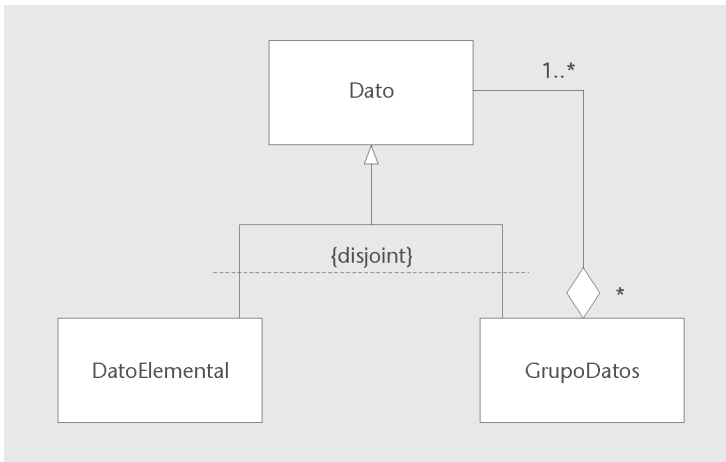 Dato
1..*
{disjoint}
*
DatoElemental
GrupoDatos